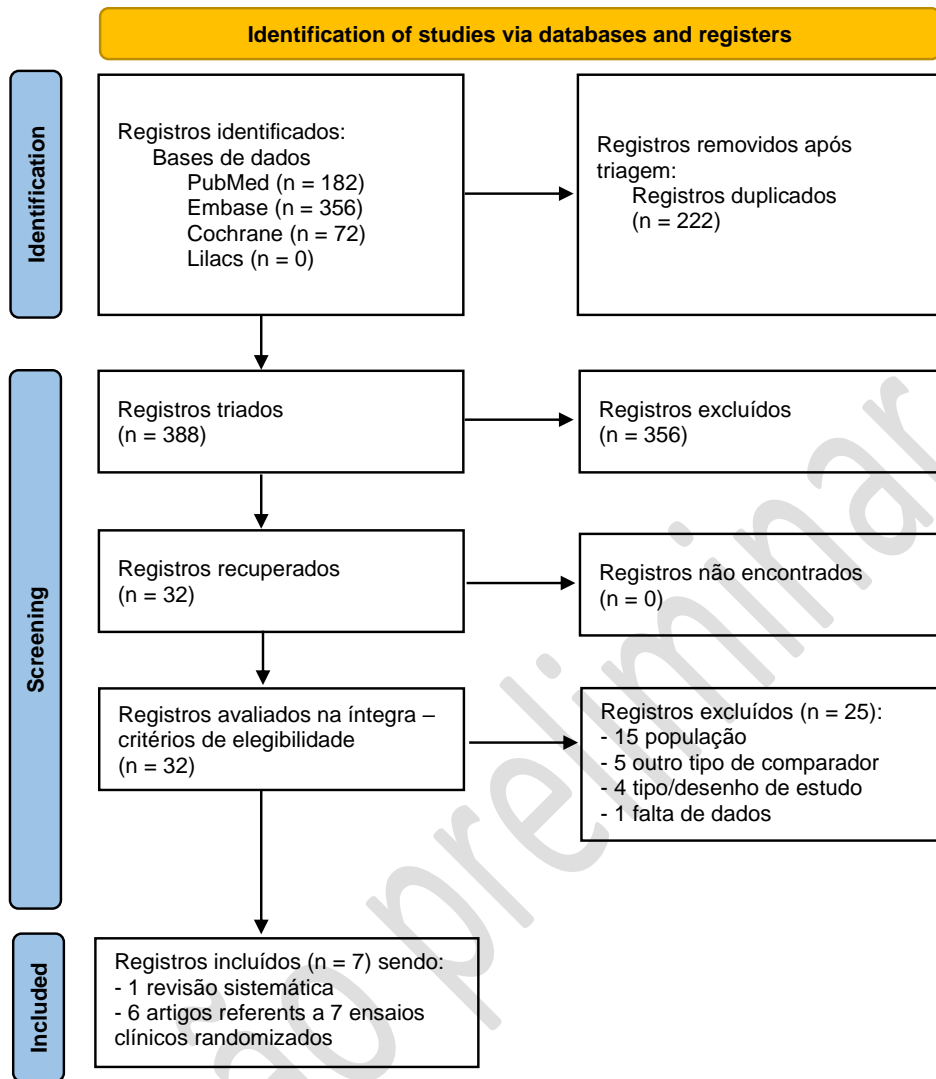 Identification of studies via databases and registers
Identification
Registros identificados:
Bases de dados
PubMed (n = 182)
Embase (n = 356)
Cochrane (n = 72)
Lilacs (n = 0)
Registros removidos após
triagem:
Registros duplicados
(n = 222)
Screening
Registros triados
(n = 388)
Registros excluídos
(n = 356)
Registros recuperados
(n = 32)
Registros não encontrados
(n = 0)
Registros avaliados na íntegra –
critérios de elegibilidade
(n = 32)
Registros excluídos (n = 25):
- 15 população
- 5 outro tipo de comparador
- 4 tipo/desenho de estudo
- 1 falta de dados
Included
Registros incluídos (n = 7) sendo:
- 1 revisão sistemática
- 6 artigos referents a 7 ensaios
clínicos randomizados
ão preliminar